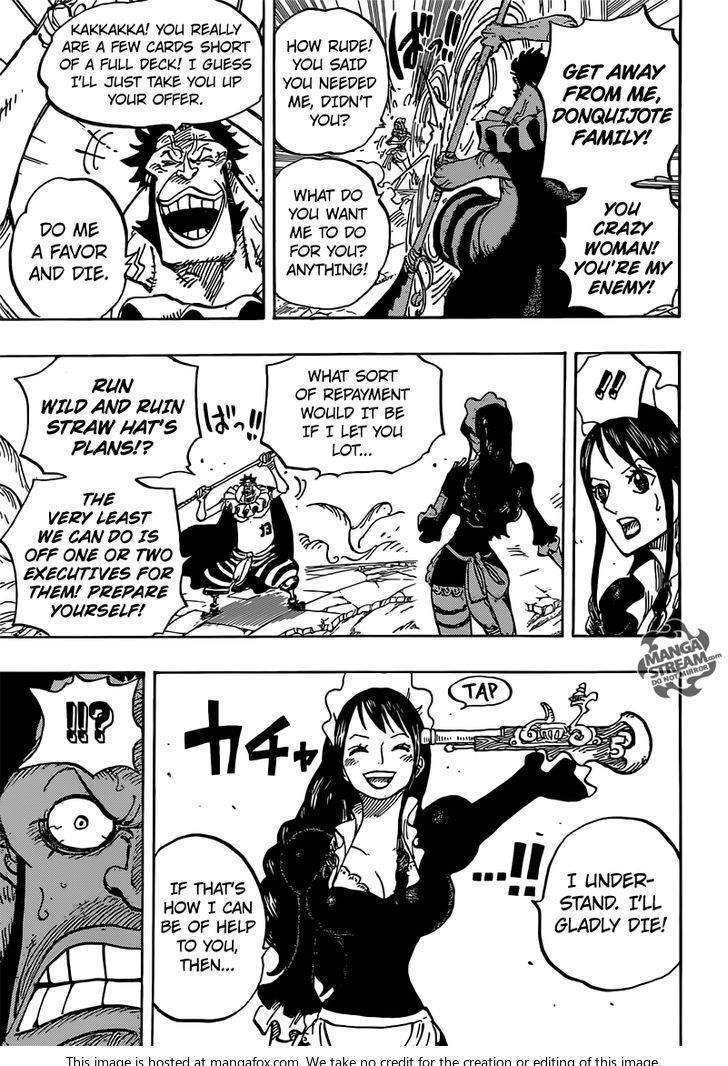 GET AWAY
FROM ME,
DONQUIJOTE
FAMILY!
YOU
CRAZY
WOMAN!
YOU'RE MY
ENEMY!
ばっ!!
HOW RUDE!
YOU SAID
YOU NEEDED
ME, DIDN'T
YOU?
WHAT DO
YOU WANT
ME TO DO
FOR YOU?
ANYTHING!
KAKKAKKA! YOU REALLY
ARE A FEW CARDS SHORT
OF A FULL DECK! I GUESS
I'LL JUST TAKE YOU UP
YOUR OFFER.
DO ME
A FAVOR
AND DIE.
!!
WHAT SORT
OF REPAYMENT
WOULD IT BE
IF I LET YOU
LOT...
ばっ!!
13
RUN
WILD AND RUIN
STRAW HAT'S
PLANS!?
THE
VERY LEAST
WE CAN DO IS
OFF ONE OR TWO
EXECUTIVES FOR
THEM! PREPARE
YOURSELF!
MANGA
STREAM.com
DO NOT MIRROR
TAP
カチャ
...!!
I UNDER-
STAND. I'LL
GLADLY DIE!
IF THAT'S
HOW I CAN
BE OF HELP
TO YOU,
THEN...
!!?
This image is hosted at mangafox.com. We take no credit for the creation or editing of this image.